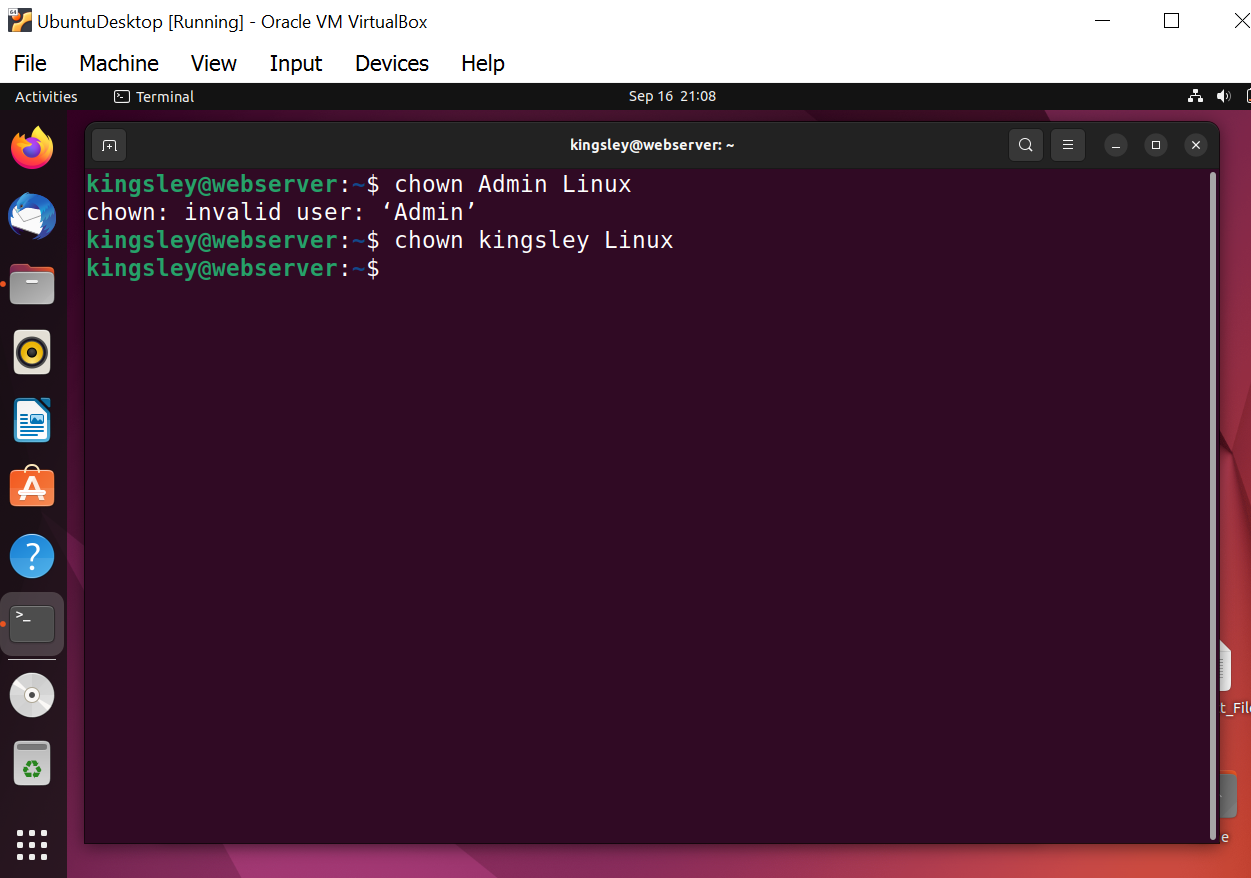 UbuntuDesktop [Running] - Oracle VM VirtualBox
File Machine View Input Devices Help
Activities Terminal Sep 16 21:08
kingsley@webserver: ~
kingsley@webserver:~$ chown Admin Linux
chown: invalid user: ‘Admin’
kingsley@webserver:~$ chown kingsley Linux
kingsley@webserver:~$
t_File
e